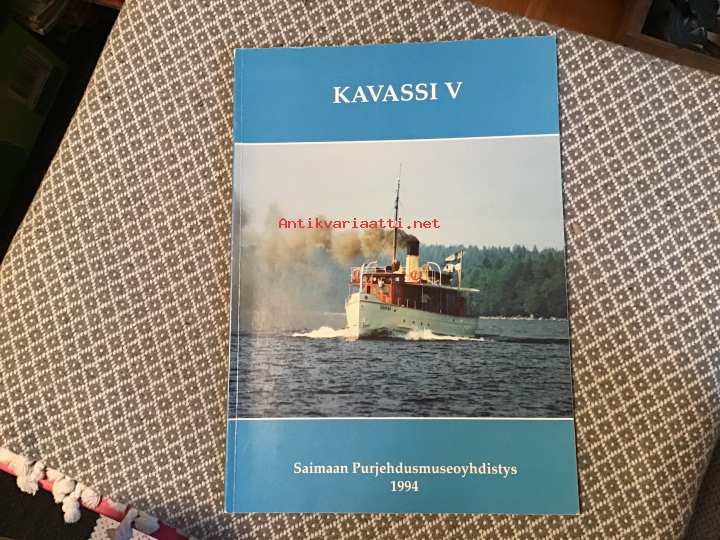 KAVASSI V
Antikvariaatti.net
Saimaan Purjehdusmuseoyhdistys
1994